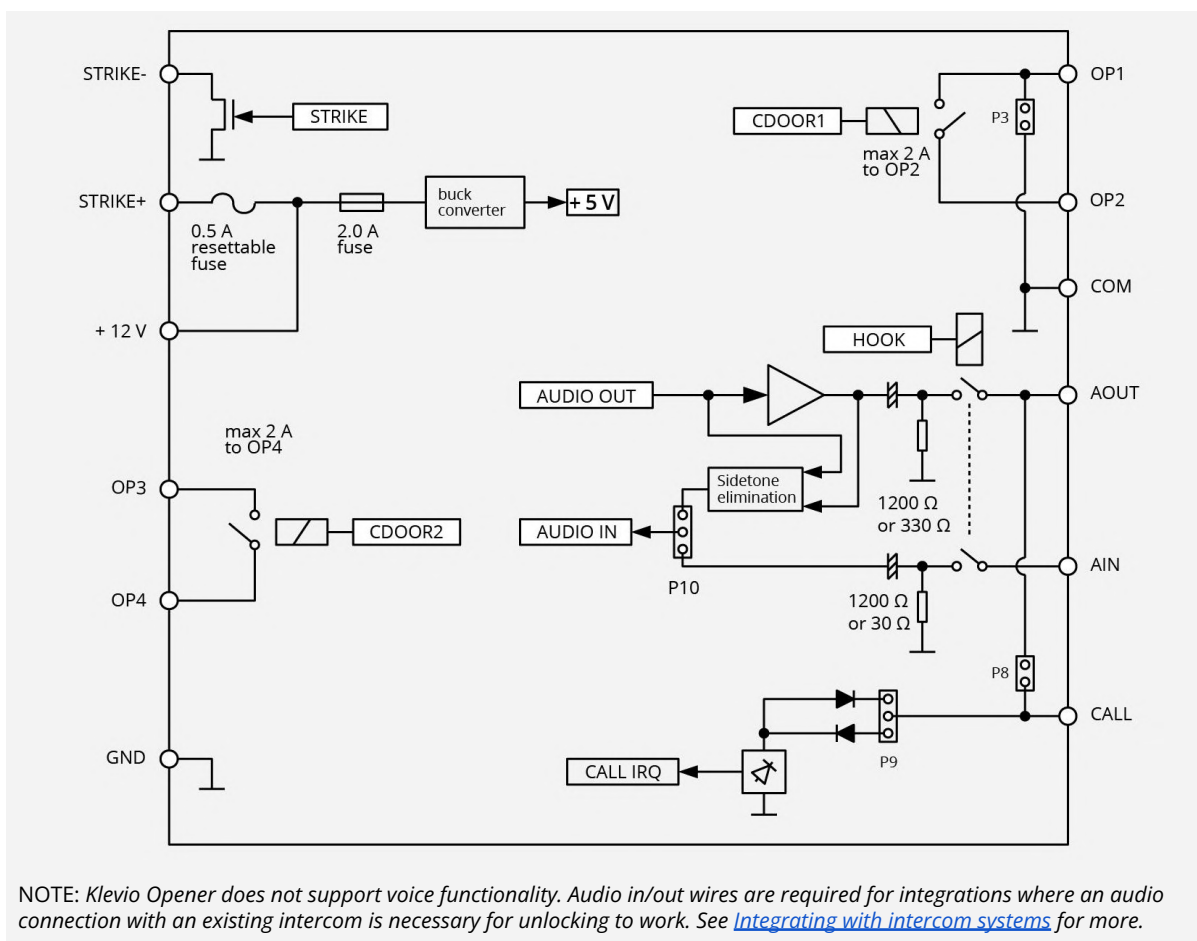 STRIKE-
STRIKE
STRIKE+
0.5 A
resettable
fuse
2.0 A
fuse
buck
converter
+ 5 V
+ 12 V
max 2 A
to OP4
OP3
CDOOR2
OP4
GND
CDOOR1
max 2 A
to OP2
P3
OP1
OP2
COM
HOOK
AUDIO OUT
AOUT
Sidetone
elimination
1200 Ω
or 330 Ω
AUDIO IN
P10
AIN
1200 Ω
or 30 Ω
P8
CALL
P9
CALL IRQ
NOTE: Klevio Opener does not support voice functionality. Audio in/out wires are required for integrations where an audio
connection with an existing intercom is necessary for unlocking to work. See Integrating with intercom systems for more.